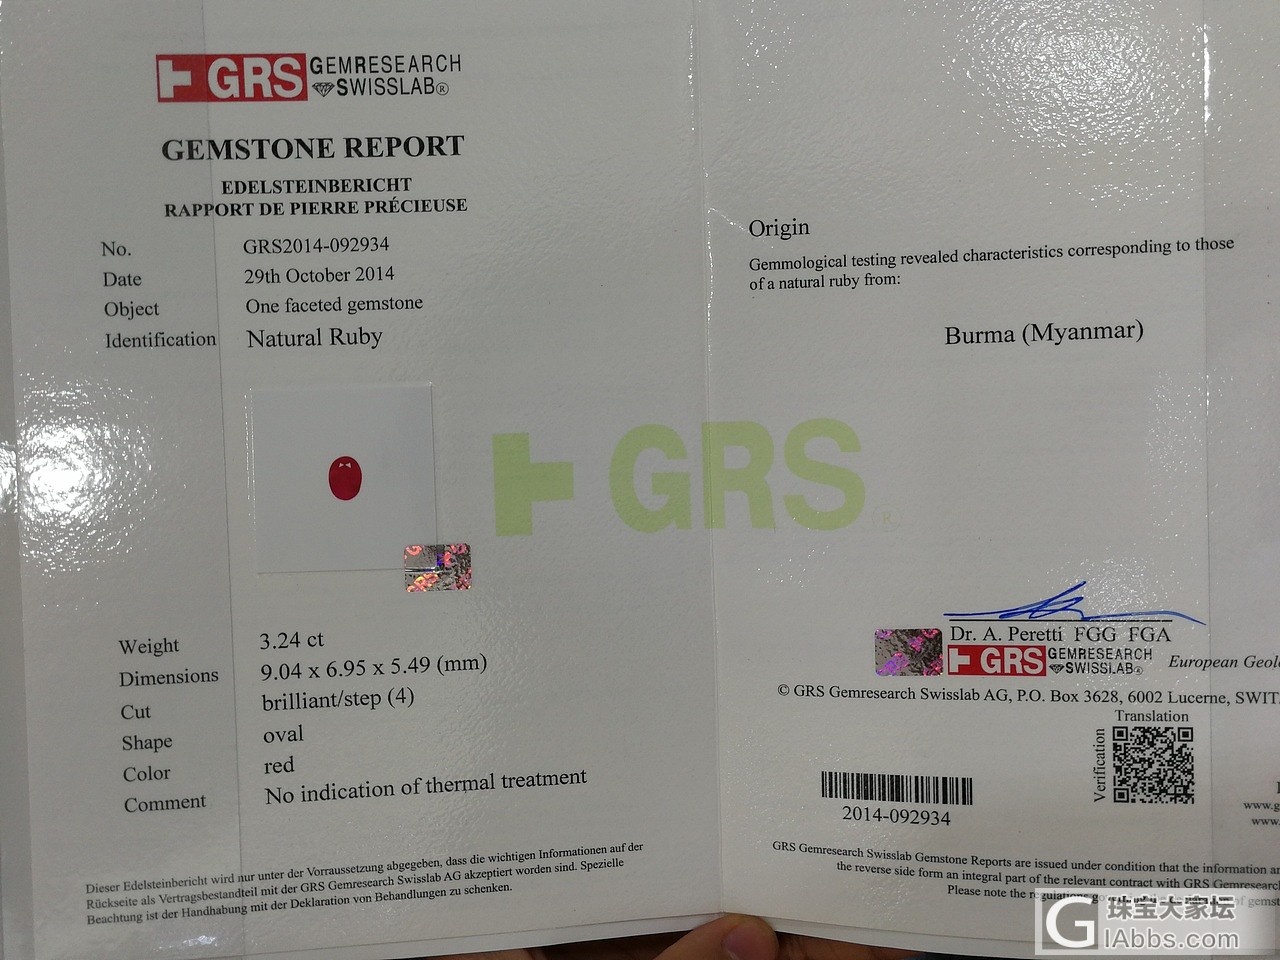 GRS GEMRESEARCH
SWISSLAB®
GEMSTONE REPORT
EDELSTEINBERICHT
RAPPORT DE PIERRE PRÉCIEUSE
No. GRS2014-092934
Date 29th October 2014
Object One faceted gemstone
Identification Natural Ruby
Weight 3.24 ct
Dimensions 9.04 x 6.95 x 5.49 (mm)
Cut brilliant/step (4)
Shape oval
Color red
Comment No indication of thermal treatment
Dieser Edelsteinbericht wird nur unter der Vorraussetzung abgegeben, dass die wichtigen Informationen auf der
Rückseite als Vertragsbestandteil mit der GRS Gemresearch Swisslab AG akzeptiert worden sind. Spezielle
Beachtung ist der Handhabung mit der Deklaration von Behandlungen zu schenken.
GRS®
Origin
Gemmological testing revealed characteristics corresponding to those
of a natural ruby from:
Burma (Myanmar)
Dr. A. Peretti FGG FGA
GRS GEMRESEARCH
SWISSLAB®
European Geol
© GRS Gemresearch Swisslab AG, P.O. Box 3628, 6002 Lucerne, SWIT
Translation
Verification
2014-092934
www.g
www.
GRS Gemresearch Swisslab Gemstone Reports are issued under condition that the information
the reverse side form an integral part of the relevant contract with GRS Gemresearch
Please note the regulations of gemst
G 珠宝大家坛
IAbbs.com